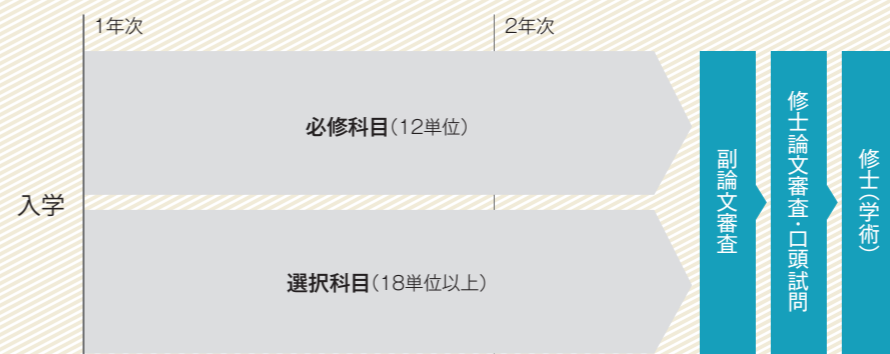 1年次
2年次
入学
必修科目（12単位）
選択科目（18単位以上）
副論文審査
修士論文審査・口頭試問
修士（学術）